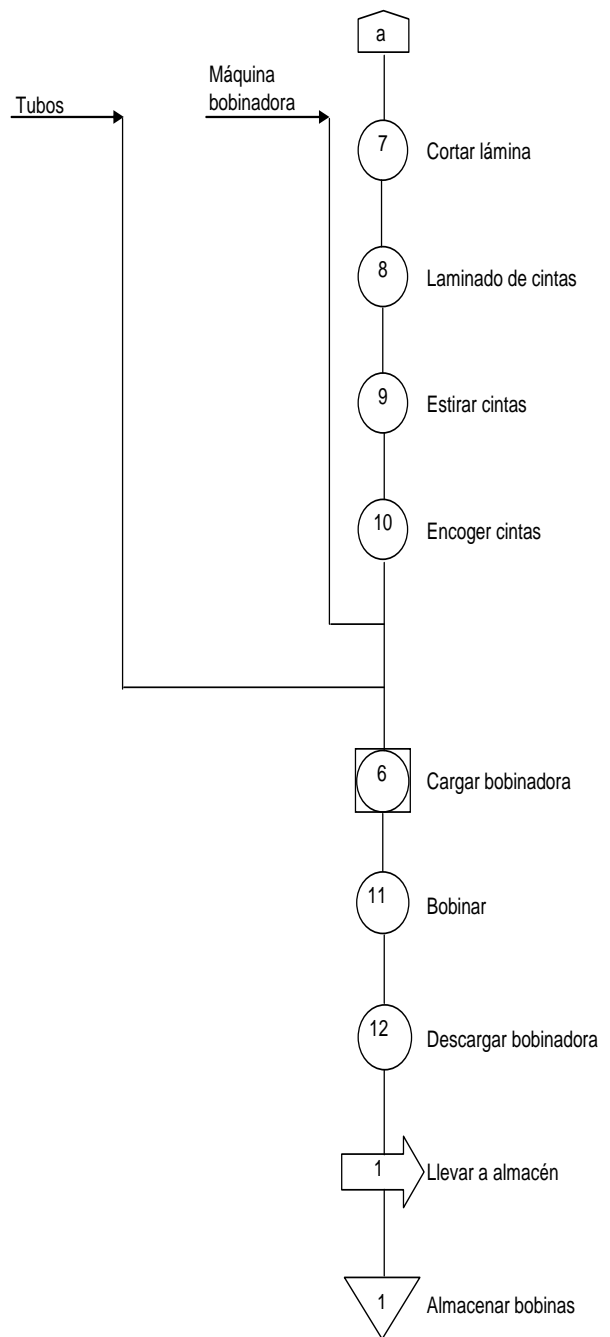 a
Máquina
bobinadora
Tubos
7
Cortar lámina
8
Laminado de cintas
9
Estirar cintas
10
Encoger cintas
6
Cargar bobinadora
11
Bobinar
12
Descargar bobinadora
1
Llevar a almacén
1
Almacenar bobinas